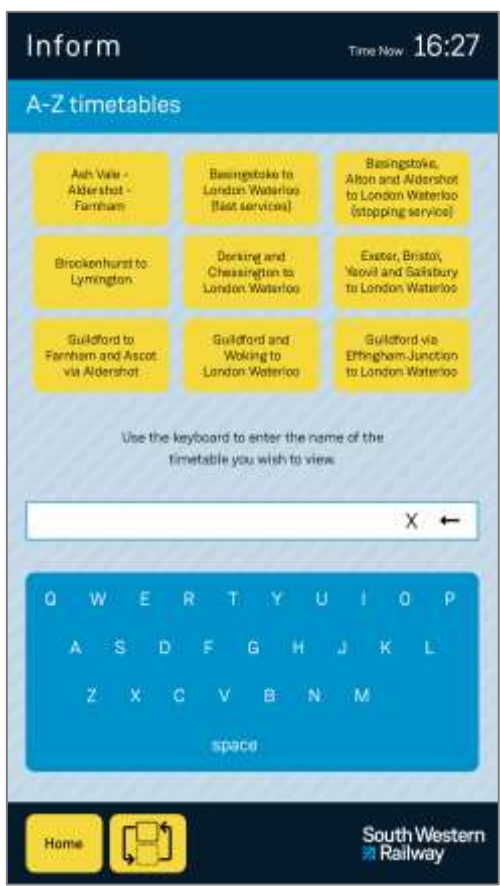 Inform
Time Now 16:27
A-Z timetables
Ash Vale -
Aldershot -
Farnham
Basingstoke to
London Waterloo
(fast services)
Basingstoke,
Alton and Aldershot
to London Waterloo
(stopping service)
Brockenhurst to
Lymington
Dorking and
Chessington to
London Waterloo
Exeter, Bristol,
Yeovil and Salisbury
to London Waterloo
Guildford to
Farnham and Ascot
via Aldershot
Guildford and
Woking to
London Waterloo
Guildford via
Effingham Junction
to London Waterloo
Use the keyboard to enter the name of the
timetable you wish to view.
X ←
Q W E R T Y U I O P
A S D F G H J K L
Z X C V B N M
space
Home
South Western
Railway